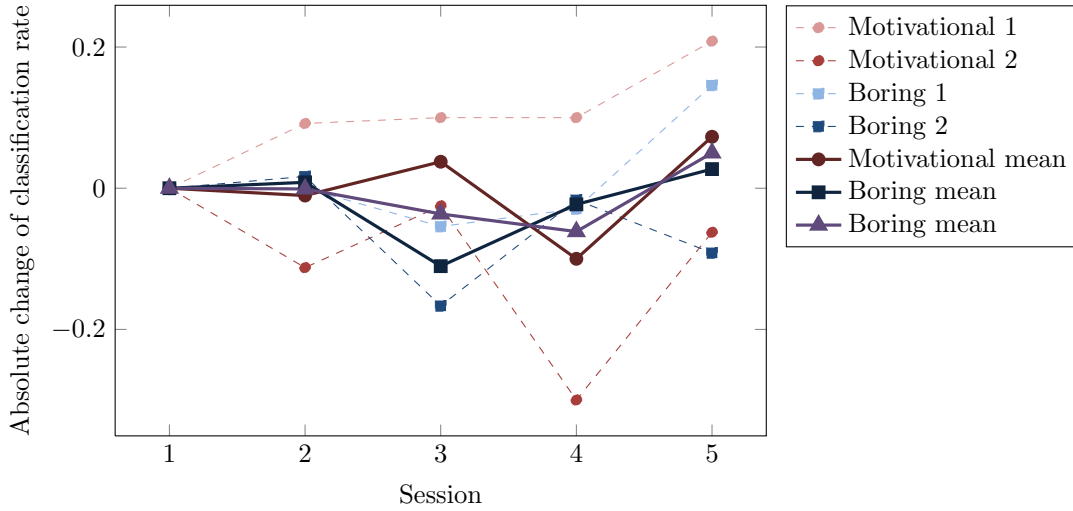 Absolute change of classification rate
0.2
0
−0.2
1 2 3 4 5
Session
Motivational 1
Motivational 2
Boring 1
Boring 2
Motivational mean
Boring mean
Boring mean